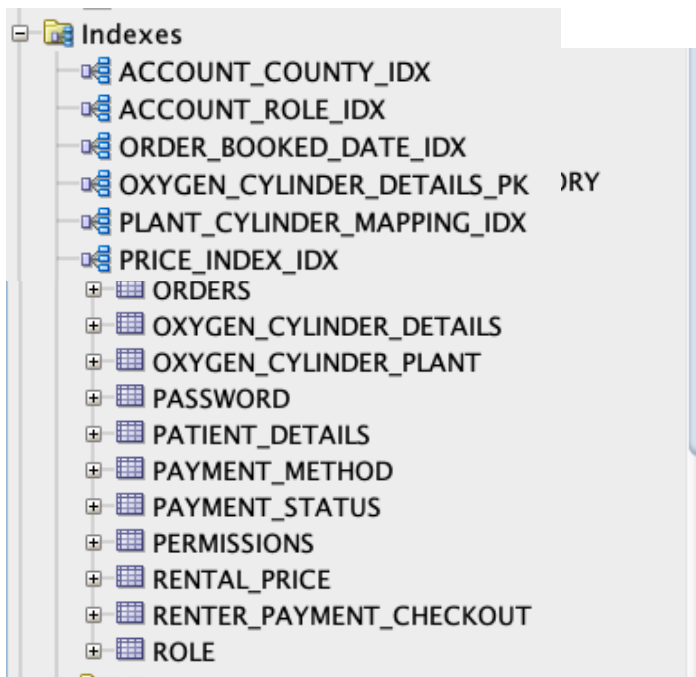 Indexes
ACCOUNT_COUNTY_IDX
ACCOUNT_ROLE_IDX
ORDER_BOOKED_DATE_IDX
OXYGEN_CYLINDER_DETAILS_PK
PLANT_CYLINDER_MAPPING_IDX
PRICE_INDEX_IDX
ORDERS
OXYGEN_CYLINDER_DETAILS
OXYGEN_CYLINDER_PLANT
PASSWORD
PATIENT_DETAILS
PAYMENT_METHOD
PAYMENT_STATUS
PERMISSIONS
RENTAL_PRICE
RENTER_PAYMENT_CHECKOUT
ROLE